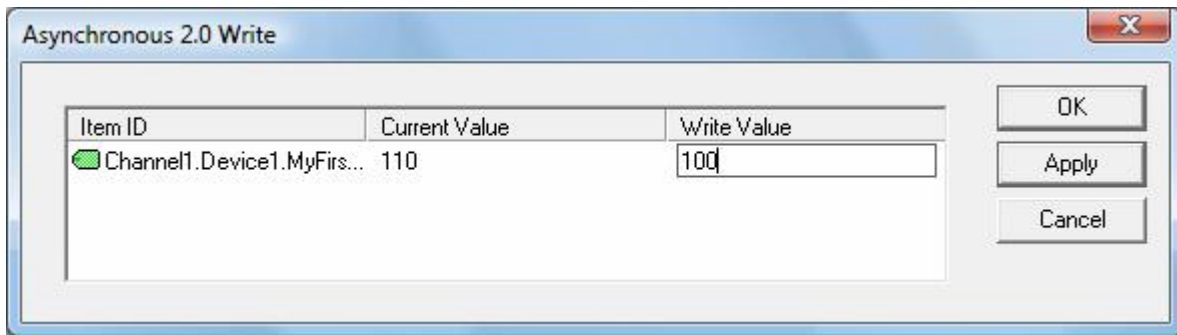 Asynchronous 2.0 Write
Item ID Current Value Write Value
Channel1.Device1.MyFirs... 110 100
OK
Apply
Cancel